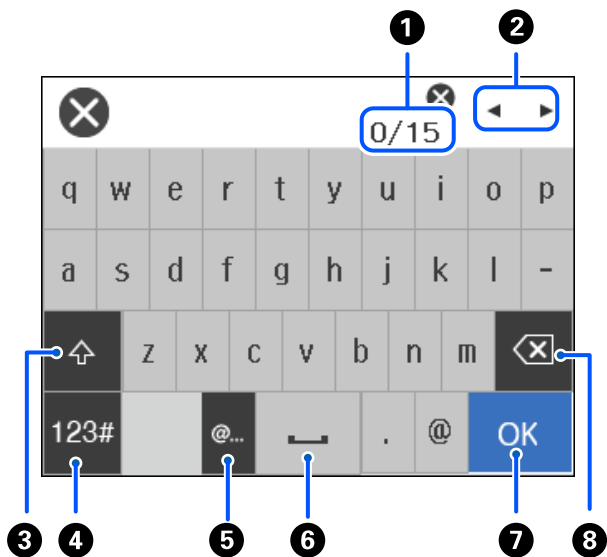 1 2
0/15
q w e r t y u i o p
a s d f g h j k l -
z x c v b n m
123# @... . @ OK
3 4 5 6 7 8